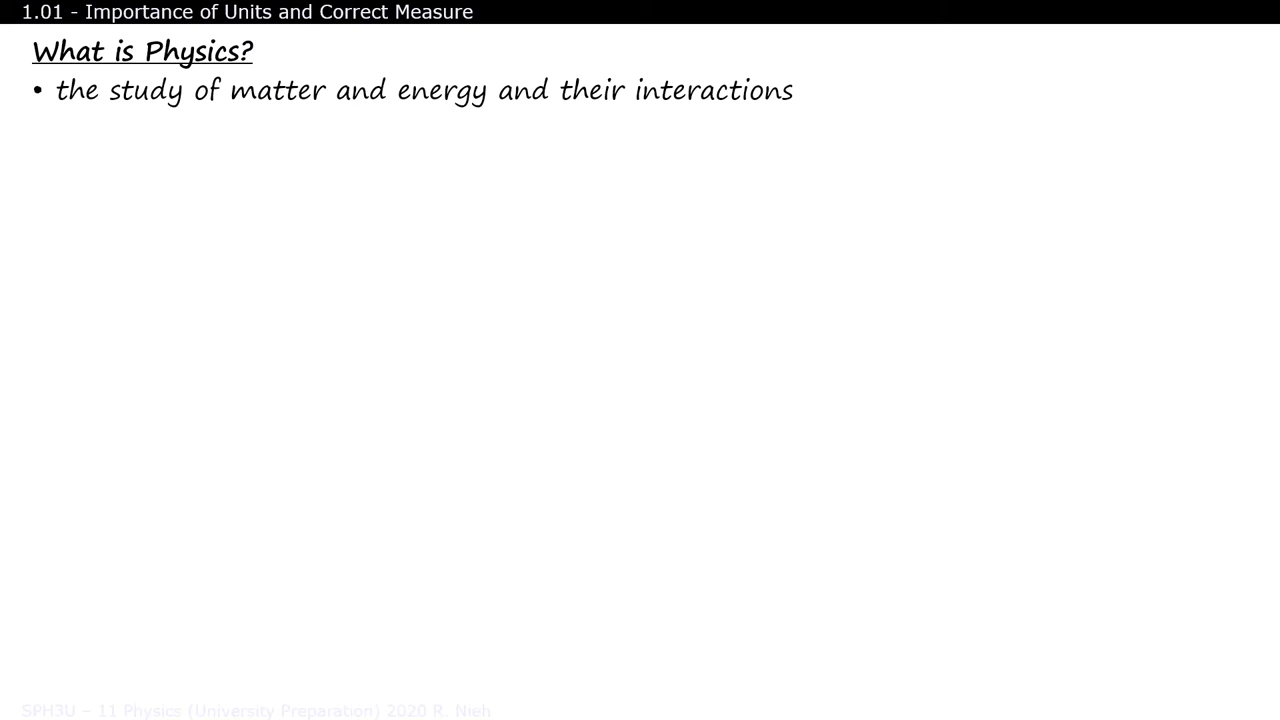 1.01 - Importance of Units and Correct Measure
What is Physics?
• the study of matter and energy and their interactions
SPH3U – 11 Physics (University Preparation) 2020 R. Nieh